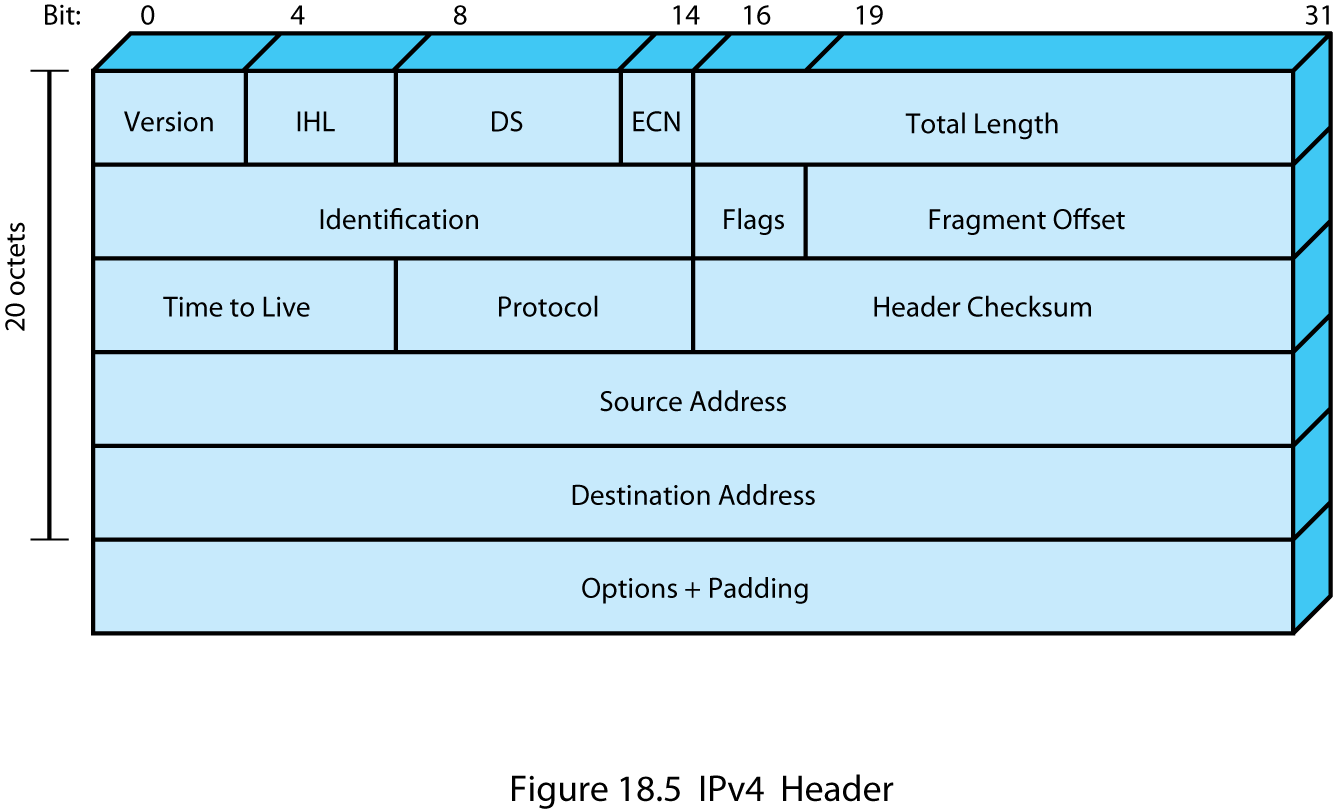 Bit: 0 4 8 14 16 19 31
Version IHL DS ECN Total Length
Identification Flags Fragment Offset
20 octets
Time to Live Protocol Header Checksum
Source Address
Destination Address
Options + Padding
Figure 18.5 IPv4 Header